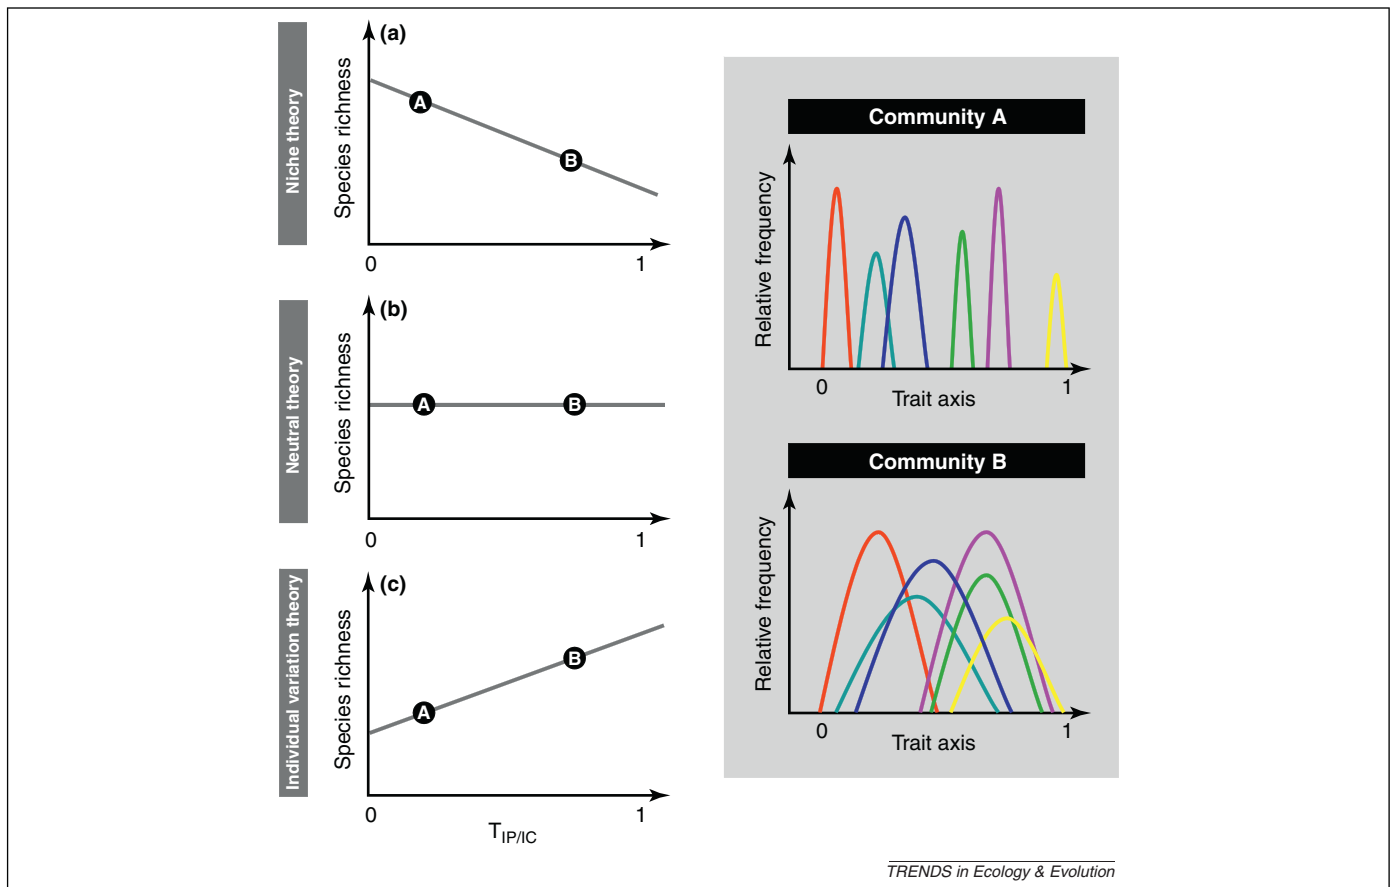 Niche theory
(a)
Species richness
A
B
0
1
Neutral theory
(b)
Species richness
A
B
0
1
Individual variation theory
(c)
Species richness
A
B
0
1
T_IP/IC
Community A
Relative frequency
0
1
Trait axis
Community B
Relative frequency
0
1
Trait axis
TRENDS in Ecology & Evolution